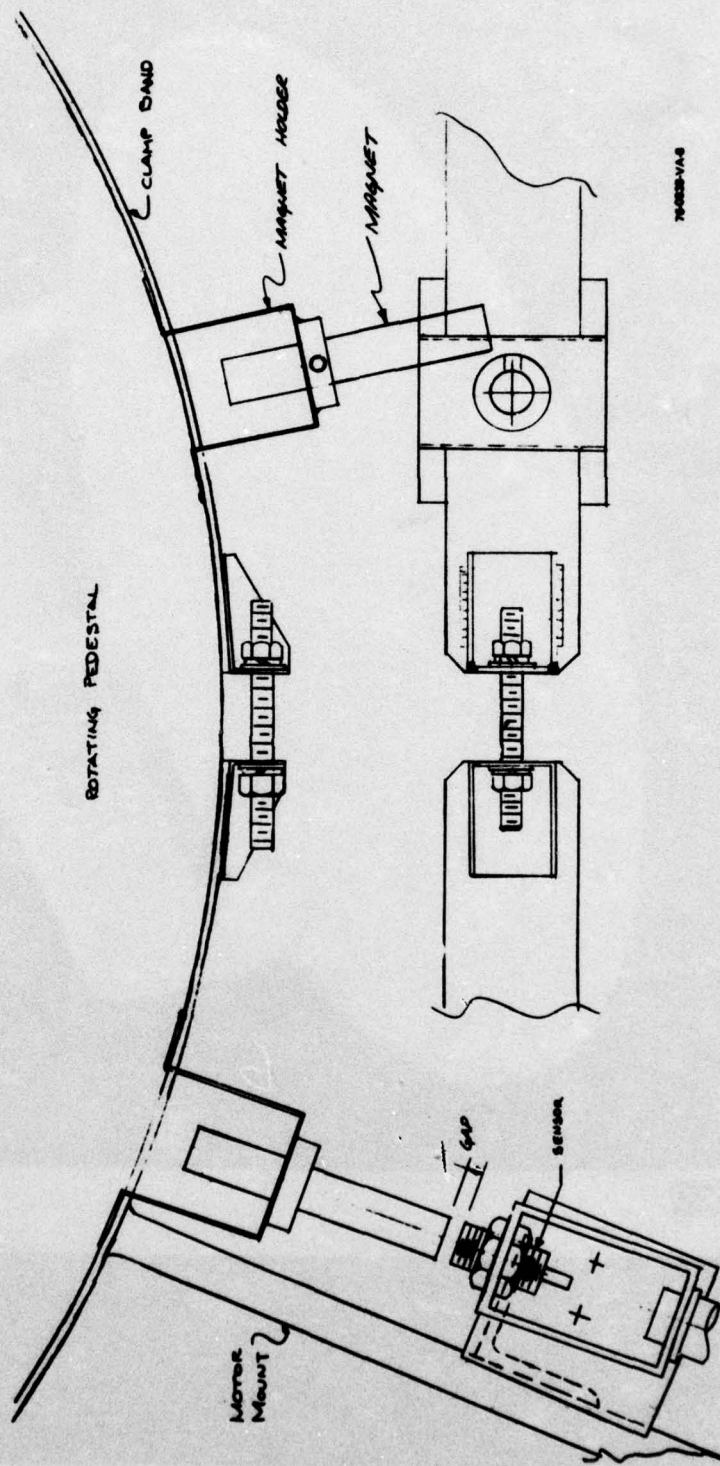 CLAMP BAND
MAGNET HOLDER
MAGNET
ROTATING PEDESTAL
GAP
SENSOR
MOTOR
MOUNT